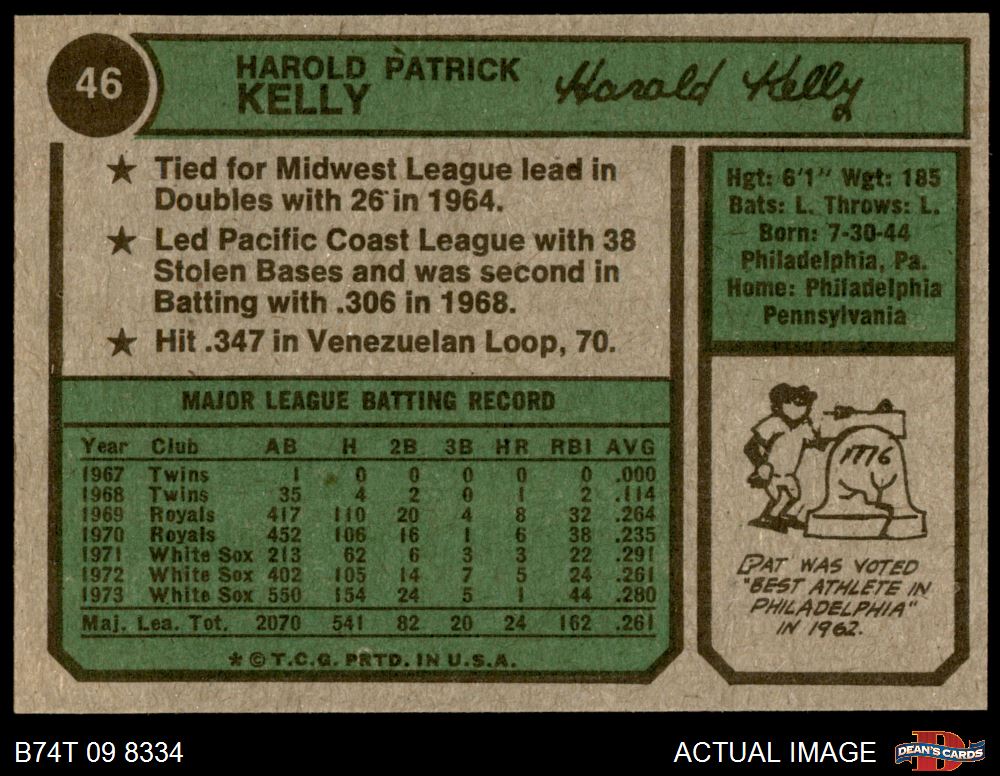 46
HAROLD PATRICK
KELLY
Harold Kelly
★ Tied for Midwest League lead in
Doubles with 26 in 1964.
★ Led Pacific Coast League with 38
Stolen Bases and was second in
Batting with .306 in 1968.
★ Hit .347 in Venezuelan Loop, 70.
Hgt: 6'1" Wgt: 185
Bats: L. Throws: L.
Born: 7-30-44
Philadelphia, Pa.
Home: Philadelphia
Pennsylvania
MAJOR LEAGUE BATTING RECORD
Year Club AB H 2B 3B HR RBI AVG
1967 Twins 1 0 0 0 0 0 .000
1968 Twins 35 4 2 0 1 2 .114
1969 Royals 417 110 20 4 8 32 .264
1970 Royals 452 106 16 1 6 38 .235
1971 White Sox 213 62 6 3 3 22 .291
1972 White Sox 402 105 14 7 5 24 .261
1973 White Sox 550 154 24 5 1 44 .280
Maj. Lea. Tot. 2070 541 82 20 24 162 .261
* © T.C.G. PRTD. IN U.S.A.
1776
PAT WAS VOTED
"BEST ATHLETE IN
PHILADELPHIA"
IN 1962.
B74T 09 8334
ACTUAL IMAGE
DEAN'S CARDS